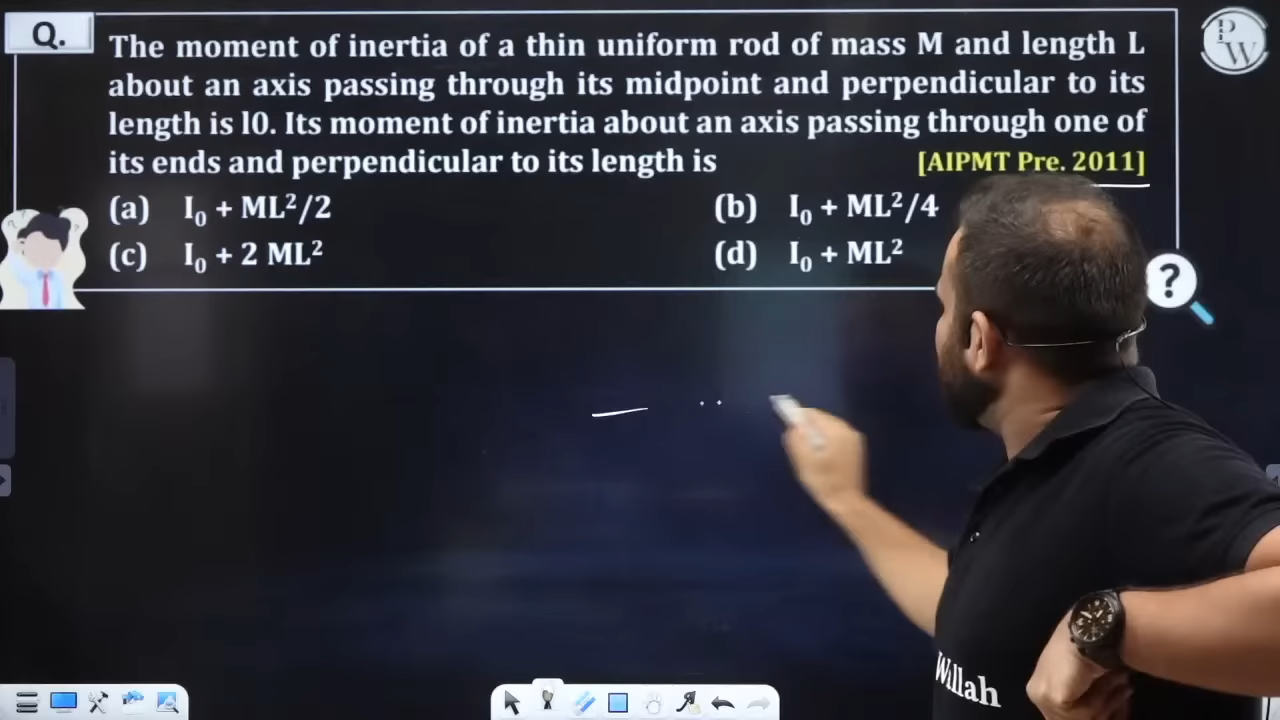 Q.
The moment of inertia of a thin uniform rod of mass M and length L
about an axis passing through its midpoint and perpendicular to its
length is l0. Its moment of inertia about an axis passing through one of
its ends and perpendicular to its length is [AIPMT Pre. 2011]
(a) I₀ + ML²/2 (b) I₀ + ML²/4
(c) I₀ + 2 ML² (d) I₀ + ML²
?
PW
Wallah